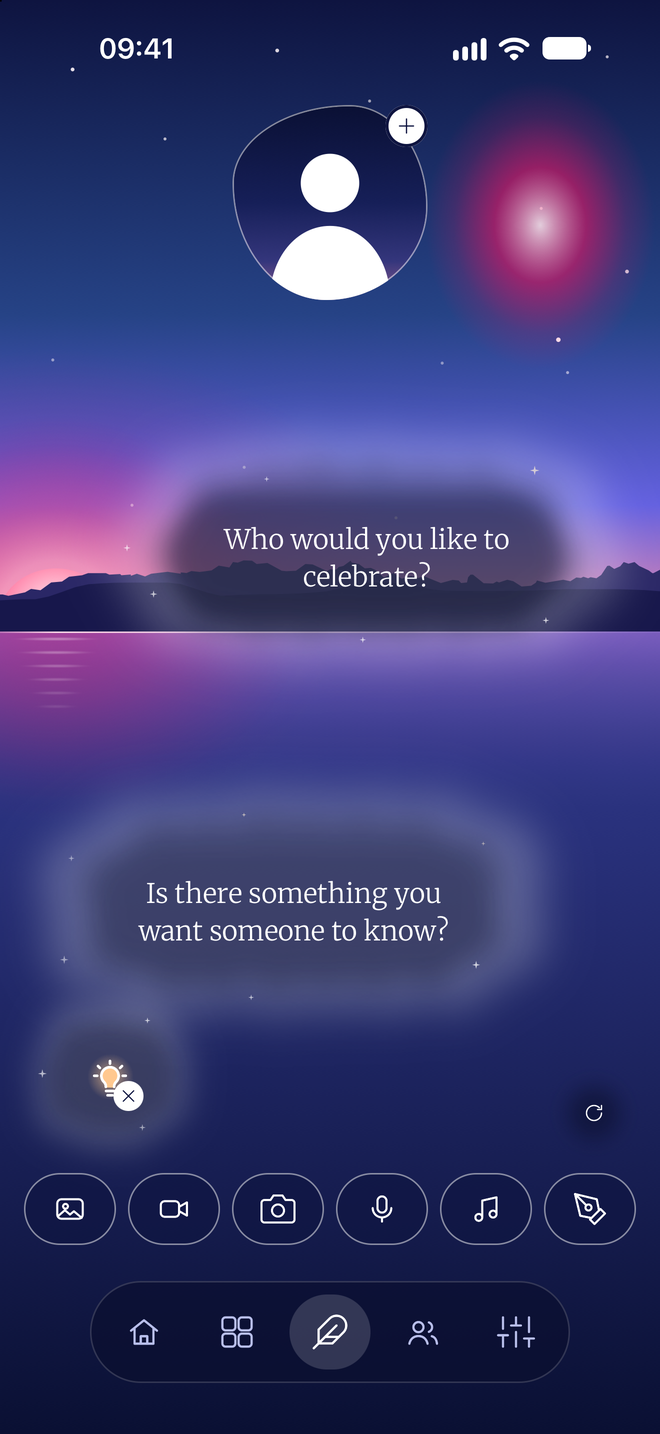 09:41
Who would you like to
celebrate?
Is there something you
want someone to know?